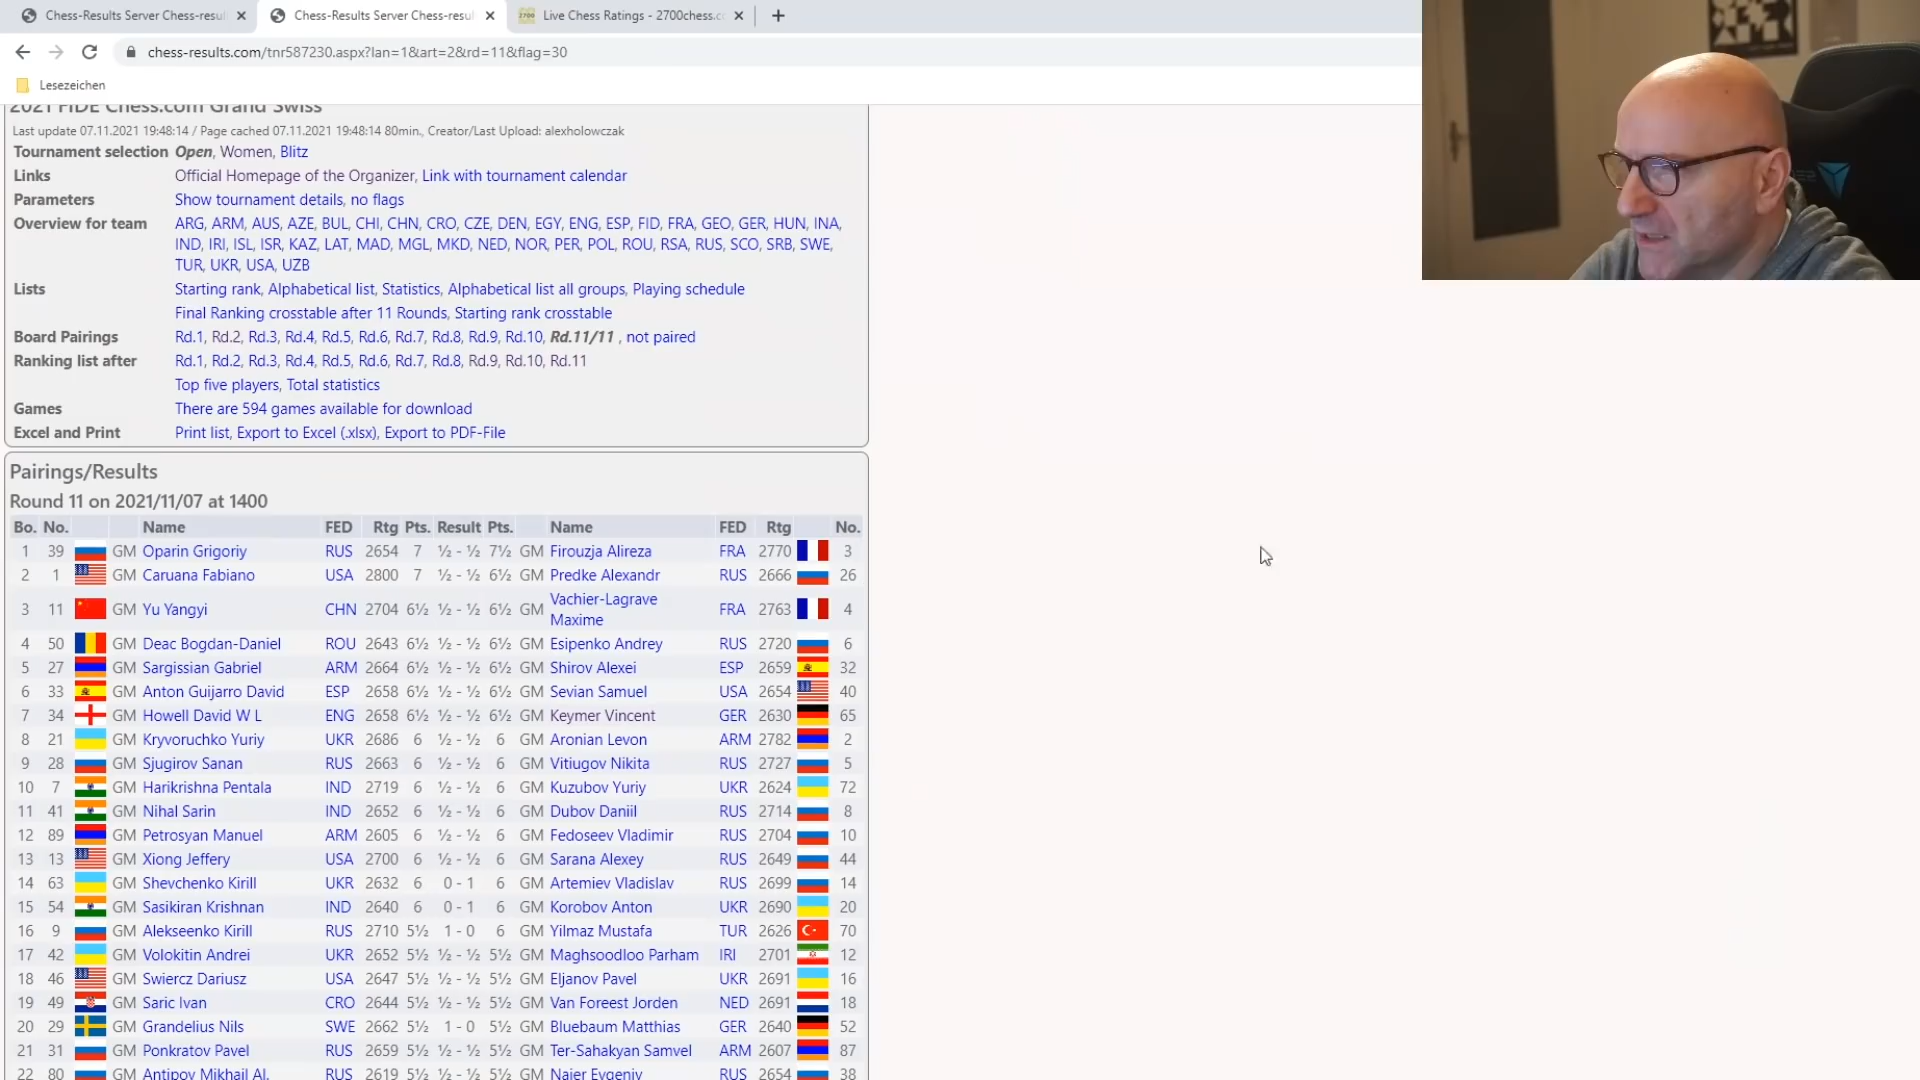 Chess-Results Server Chess-resul
Chess-Results Server Chess-resul
Live Chess Ratings - 2700chess.c
chess-results.com/tnr587230.aspx?lan=1&art=2&rd=11&flag=30
Lesezeichen
2021 FIDE Chess.com Grand Swiss
Last update 07.11.2021 19:48:14 / Page cached 07.11.2021 19:48:14 80min., Creator/Last Upload: alexholowczak
Tournament selection Open, Women, Blitz
Links Official Homepage of the Organizer, Link with tournament calendar
Parameters Show tournament details, no flags
Overview for team ARG, ARM, AUS, AZE, BUL, CHI, CHN, CRO, CZE, DEN, EGY, ENG, ESP, FID, FRA, GEO, GER, HUN, INA,
IND, IRI, ISL, ISR, KAZ, LAT, MAD, MGL, MKD, NED, NOR, PER, POL, ROU, RSA, RUS, SCO, SRB, SWE,
TUR, UKR, USA, UZB
Lists Starting rank, Alphabetical list, Statistics, Alphabetical list all groups, Playing schedule
Final Ranking crosstable after 11 Rounds, Starting rank crosstable
Board Pairings Rd.1, Rd.2, Rd.3, Rd.4, Rd.5, Rd.6, Rd.7, Rd.8, Rd.9, Rd.10, Rd.11/11 , not paired
Ranking list after Rd.1, Rd.2, Rd.3, Rd.4, Rd.5, Rd.6, Rd.7, Rd.8, Rd.9, Rd.10, Rd.11
Top five players, Total statistics
Games There are 594 games available for download
Excel and Print Print list, Export to Excel (.xlsx), Export to PDF-File
Pairings/Results
Round 11 on 2021/11/07 at 1400
Bo. No. Name FED Rtg Pts. Result Pts. Name FED Rtg No.
1 39 GM Oparin Grigoriy RUS 2654 7 ½ - ½ 7½ GM Firouzja Alireza FRA 2770 3
2 1 GM Caruana Fabiano USA 2800 7 ½ - ½ 6½ GM Predke Alexandr RUS 2666 26
3 11 GM Yu Yangyi CHN 2704 6½ ½ - ½ 6½ GM Vachier-Lagrave Maxime FRA 2763 4
4 50 GM Deac Bogdan-Daniel ROU 2643 6½ ½ - ½ 6½ GM Esipenko Andrey RUS 2720 6
5 27 GM Sargissian Gabriel ARM 2664 6½ ½ - ½ 6½ GM Shirov Alexei ESP 2659 32
6 33 GM Anton Guijarro David ESP 2658 6½ ½ - ½ 6½ GM Sevian Samuel USA 2654 40
7 34 GM Howell David W L ENG 2658 6½ ½ - ½ 6½ GM Keymer Vincent GER 2630 65
8 21 GM Kryvoruchko Yuriy UKR 2686 6 ½ - ½ 6 GM Aronian Levon ARM 2782 2
9 28 GM Sjugirov Sanan RUS 2663 6 ½ - ½ 6 GM Vitiugov Nikita RUS 2727 5
10 7 GM Harikrishna Pentala IND 2719 6 ½ - ½ 6 GM Kuzubov Yuriy UKR 2624 72
11 41 GM Nihal Sarin IND 2652 6 ½ - ½ 6 GM Dubov Daniil RUS 2714 8
12 89 GM Petrosyan Manuel ARM 2605 6 ½ - ½ 6 GM Fedoseev Vladimir RUS 2704 10
13 13 GM Xiong Jeffery USA 2700 6 ½ - ½ 6 GM Sarana Alexey RUS 2649 44
14 63 GM Shevchenko Kirill UKR 2632 6 0 - 1 6 GM Artemiev Vladislav RUS 2699 14
15 54 GM Sasikiran Krishnan IND 2640 6 0 - 1 6 GM Korobov Anton UKR 2690 20
16 9 GM Alekseenko Kirill RUS 2710 5½ 1 - 0 6 GM Yilmaz Mustafa TUR 2626 70
17 42 GM Volokitin Andrei UKR 2652 5½ ½ - ½ 5½ GM Maghsoodloo Parham IRI 2701 12
18 46 GM Swiercz Dariusz USA 2647 5½ ½ - ½ 5½ GM Eljanov Pavel UKR 2691 16
19 49 GM Saric Ivan CRO 2644 5½ ½ - ½ 5½ GM Van Foreest Jorden NED 2691 18
20 29 GM Grandelius Nils SWE 2662 5½ 1 - 0 5½ GM Bluebaum Matthias GER 2640 52
21 31 GM Ponkratov Pavel RUS 2659 5½ ½ - ½ 5½ GM Ter-Sahakyan Samvel ARM 2607 87
22 80 GM Antipov Mikhail Al. RUS 2619 5½ ½ - ½ 5½ GM Najer Evgeniy RUS 2654 38